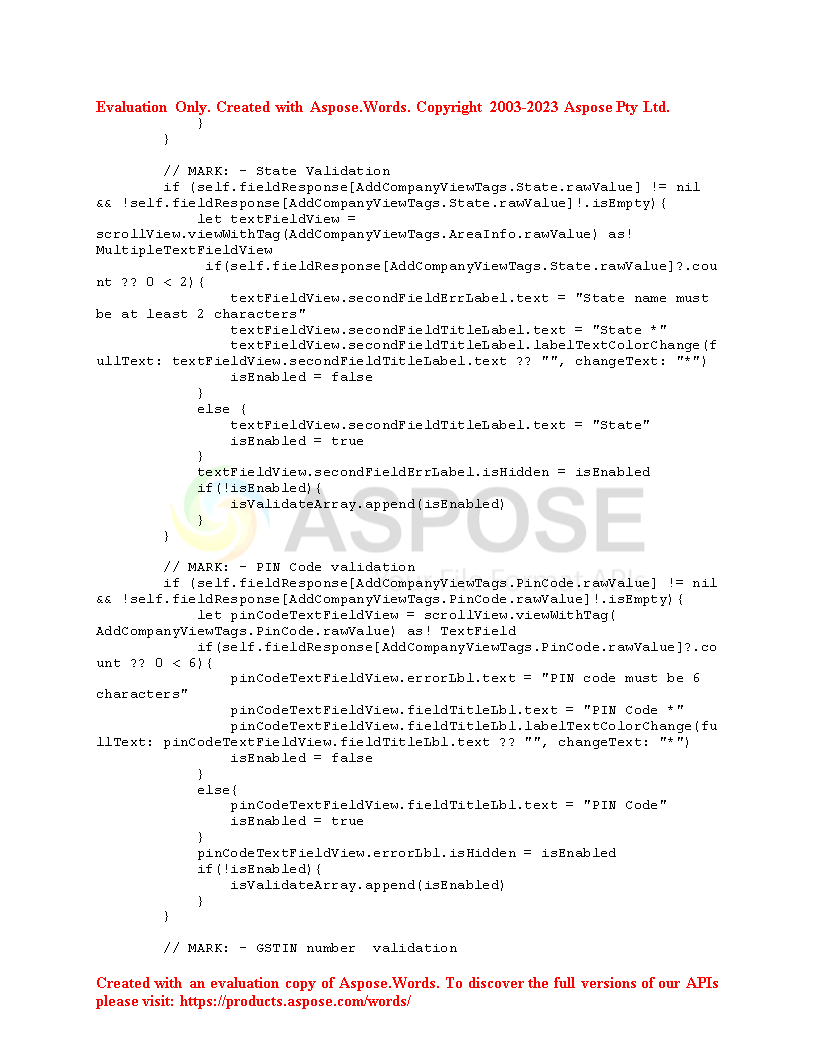 Evaluation Only. Created with Aspose.Words. Copyright 2003-2023 Aspose Pty Ltd.
            }
        }
        // MARK: - State Validation
        if (self.fieldResponse[AddCompanyViewTags.State.rawValue] != nil
&& !self.fieldResponse[AddCompanyViewTags.State.rawValue]!.isEmpty){
            let textFieldView =
scrollView.viewWithTag(AddCompanyViewTags.AreaInfo.rawValue) as!
MultipleTextFieldView
             if(self.fieldResponse[AddCompanyViewTags.State.rawValue]?.cou
nt ?? 0 < 2){
                textFieldView.secondFieldErrLabel.text = "State name must
be at least 2 characters"
                textFieldView.secondFieldTitleLabel.text = "State *"
                textFieldView.secondFieldTitleLabel.labelTextColorChange(f
ullText: textFieldView.secondFieldTitleLabel.text ?? "", changeText: "*")
                isEnabled = false
            }
            else {
                textFieldView.secondFieldTitleLabel.text = "State"
                isEnabled = true
            }
            textFieldView.secondFieldErrLabel.isHidden = isEnabled
            if(!isEnabled){
                isValidateArray.append(isEnabled)
            }
        }
ASPOSE
        // MARK: - PIN Code validation
        if (self.fieldResponse[AddCompanyViewTags.PinCode.rawValue] != nil
&& !self.fieldResponse[AddCompanyViewTags.PinCode.rawValue]!.isEmpty){
            let pinCodeTextFieldView = scrollView.viewWithTag(
AddCompanyViewTags.PinCode.rawValue) as! TextField
            if(self.fieldResponse[AddCompanyViewTags.PinCode.rawValue]?.co
unt ?? 0 < 6){
                pinCodeTextFieldView.errorLbl.text = "PIN code must be 6
characters"
                pinCodeTextFieldView.fieldTitleLbl.text = "PIN Code *"
                pinCodeTextFieldView.fieldTitleLbl.labelTextColorChange(fu
llText: pinCodeTextFieldView.fieldTitleLbl.text ?? "", changeText: "*")
                isEnabled = false
            }
            else{
                pinCodeTextFieldView.fieldTitleLbl.text = "PIN Code"
                isEnabled = true
            }
            pinCodeTextFieldView.errorLbl.isHidden = isEnabled
            if(!isEnabled){
                isValidateArray.append(isEnabled)
            }
        }
        // MARK: - GSTIN number  validation
Created with an evaluation copy of Aspose.Words. To discover the full versions of our APIs
please visit: https://products.aspose.com/words/